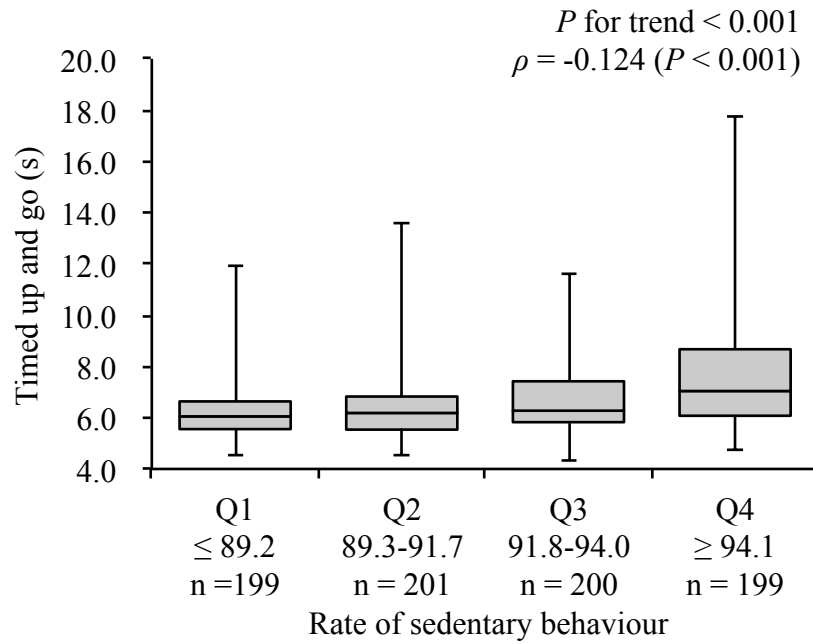 P for trend < 0.001
ρ = -0.124 (P < 0.001)
Timed up and go (s)
20.0
18.0
16.0
14.0
12.0
10.0
8.0
6.0
4.0
Q1 Q2 Q3 Q4
≤ 89.2 89.3-91.7 91.8-94.0 ≥ 94.1
n =199 n = 201 n = 200 n = 199
Rate of sedentary behaviour